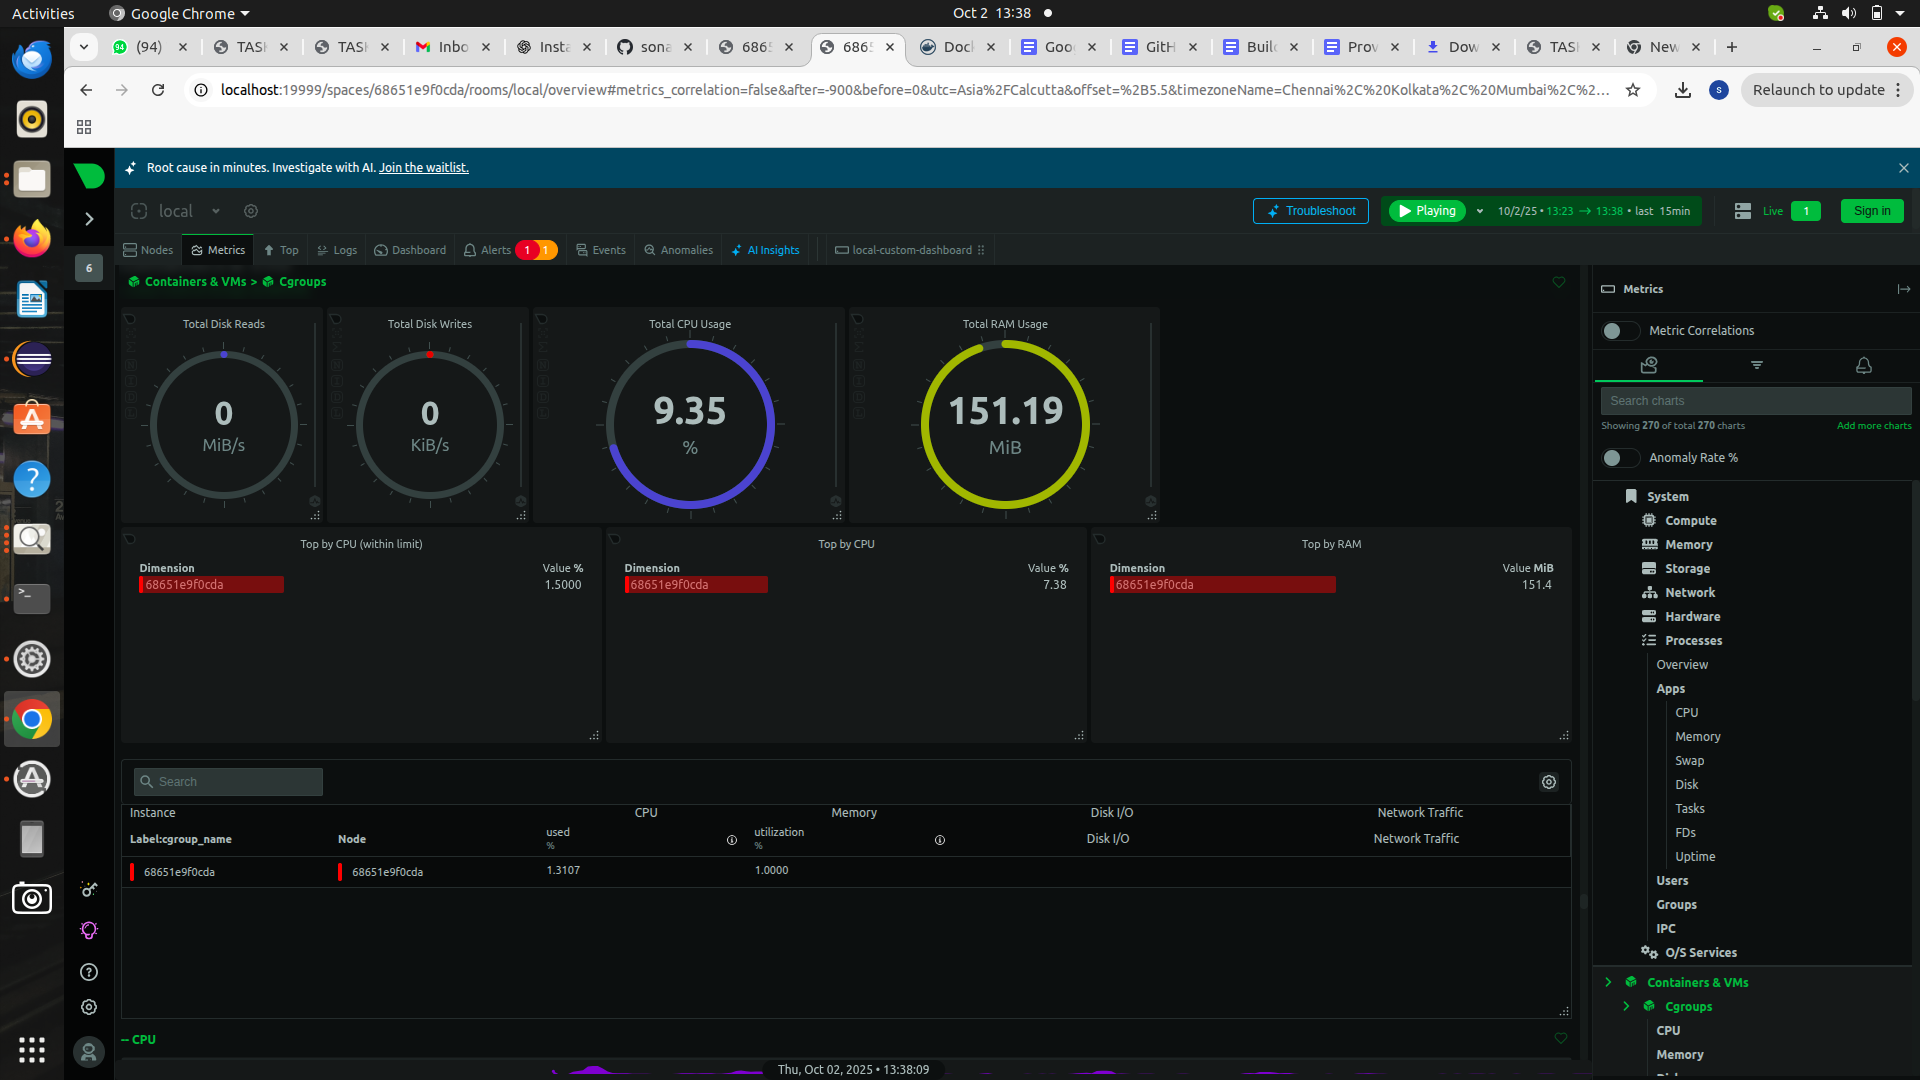 Activities
Google Chrome
Oct 2 13:38
(94)
TASK
TASK
Inbo
Insta
sona
6865
6865
Dock
Goo
GitH
Build
Prov
Dow
TASK
New
localhost:19999/spaces/68651e9f0cda/rooms/local/overview#metrics_correlation=false&after=-900&before=0&utc=Asia%2FCalcutta&offset=%2B5.5&timezoneName=Chennai%2C%20Kolkata%2C%20Mumbai%2C%2...
S
Relaunch to update
Root cause in minutes. Investigate with AI. Join the waitlist.
local
Troubleshoot
Playing
10/2/25 • 13:23 → 13:38 • last 15min
Live
1
Sign in
Nodes
Metrics
Top
Logs
Dashboard
Alerts
1
1
Events
Anomalies
AI Insights
local-custom-dashboard
6
Containers & VMs > Cgroups
Total Disk Reads
0
MiB/s
Total Disk Writes
0
KiB/s
Total CPU Usage
9.35
%
Total RAM Usage
151.19
MiB
Top by CPU (within limit)
Dimension
Value %
68651e9f0cda
1.5000
Top by CPU
Dimension
Value %
68651e9f0cda
7.38
Top by RAM
Dimension
Value MiB
68651e9f0cda
151.4
Search
Instance
CPU
Memory
Disk I/O
Network Traffic
Label:cgroup_name
Node
used
%
utilization
%
Disk I/O
Network Traffic
68651e9f0cda
68651e9f0cda
1.3107
1.0000
-- CPU
Thu, Oct 02, 2025 • 13:38:09
Metrics
Metric Correlations
Search charts
Showing 270 of total 270 charts
Add more charts
Anomaly Rate %
System
Compute
Memory
Storage
Network
Hardware
Processes
Overview
Apps
CPU
Memory
Swap
Disk
Tasks
FDs
Uptime
Users
Groups
IPC
O/S Services
Containers & VMs
Cgroups
CPU
Memory